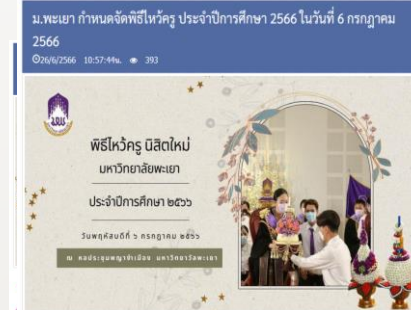 ม.พะเยา กำหนดจัดพิธีไหว้ครู ประจำปีการศึกษา 2566 ในวันที่ 6 กรกฎาคม
2566
26/6/2566 10:57:44น. 393
พิธีไหว้ครู นิสิตใหม่
มหาวิทยาลัยพะเยา
ประจำปีการศึกษา ๒๕๖๖
วันพฤหัสบดีที่ ๖ กรกฎาคม ๒๕๖๖
ณ หอประชุมพญางำเมือง มหาวิทยาลัยพะเยา